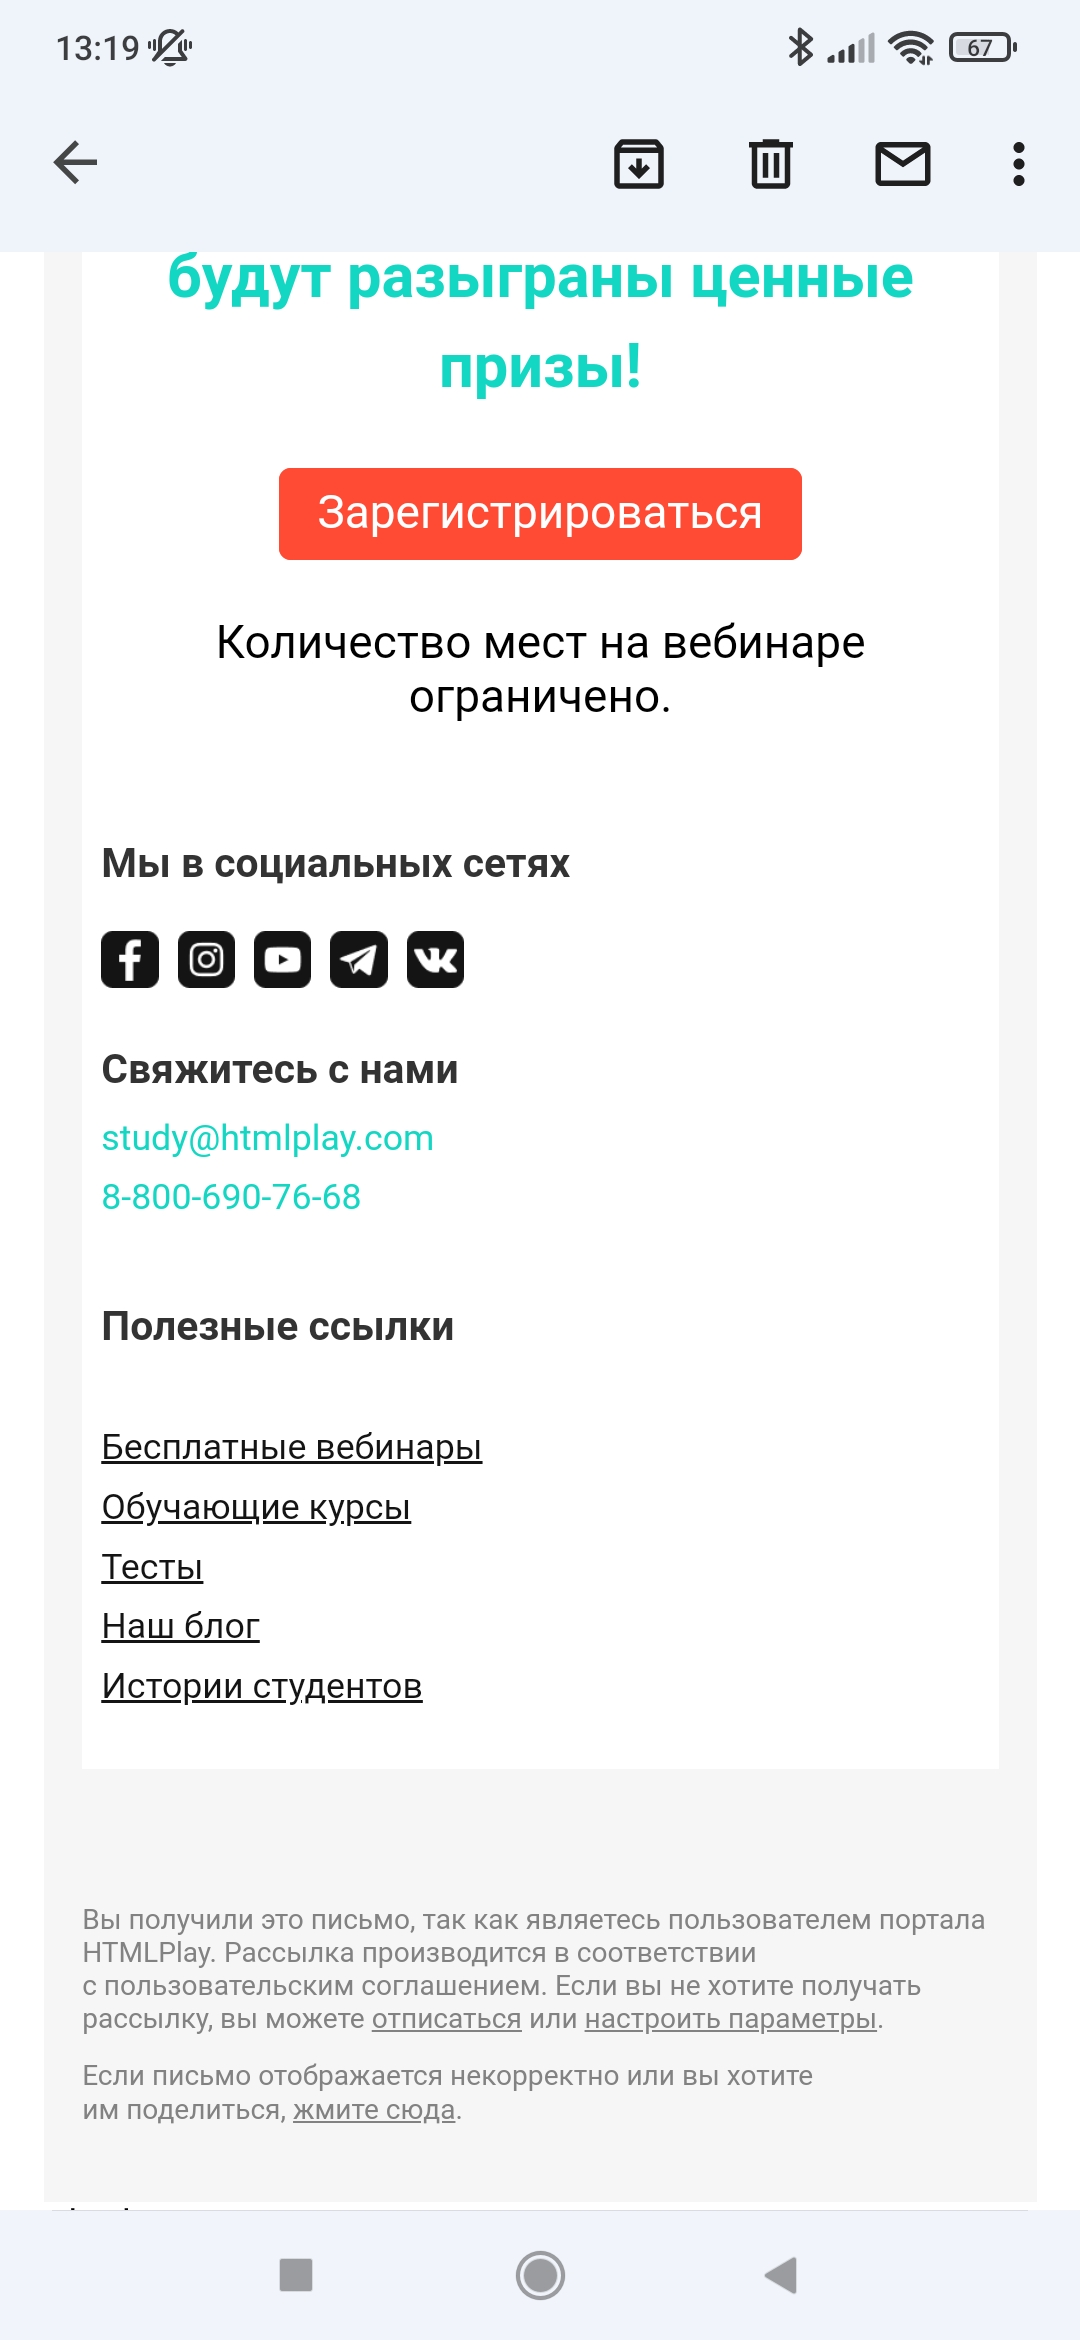 13:19
67
будут разыграны ценные
призы!
Зарегистрироваться
Количество мест на вебинаре
ограничено.
Мы в социальных сетях
Свяжитесь с нами
study@htmlplay.com
8-800-690-76-68
Полезные ссылки
Бесплатные вебинары
Обучающие курсы
Тесты
Наш блог
Истории студентов
Вы получили это письмо, так как являетесь пользователем портала
HTMLPlay. Рассылка производится в соответствии
с пользовательским соглашением. Если вы не хотите получать
рассылку, вы можете отписаться или настроить параметры.
Если письмо отображается некорректно или вы хотите
им поделиться, жмите сюда.